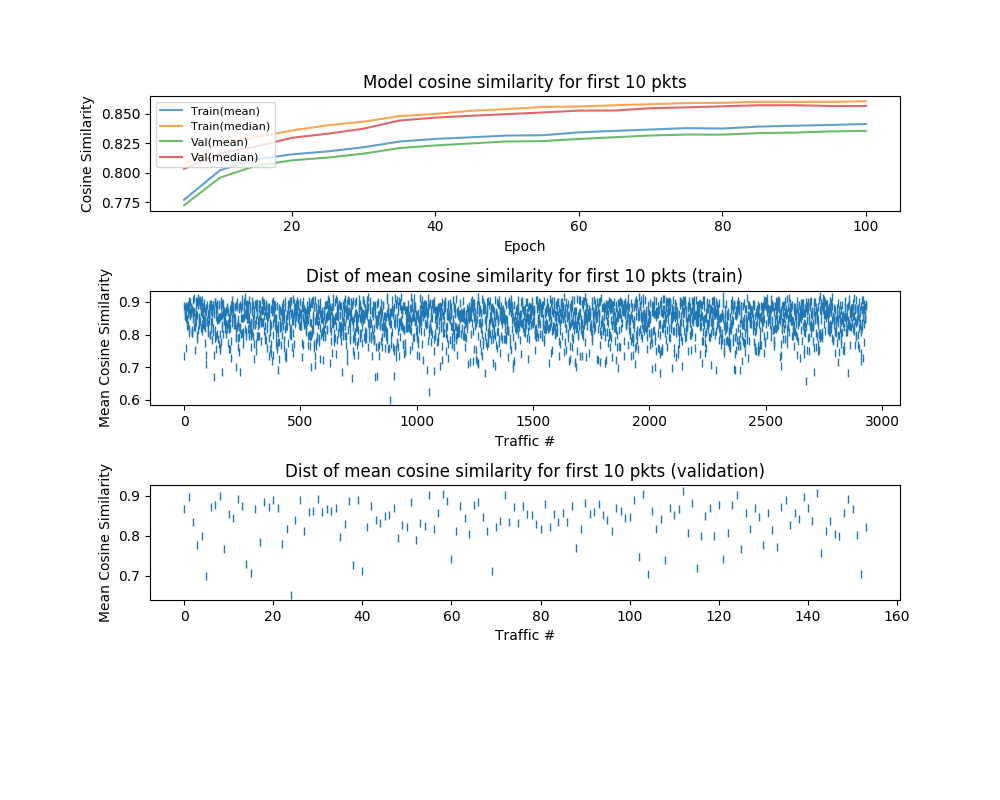 Model cosine similarity for first 10 pkts
Cosine Similarity
0.850
0.825
0.800
0.775
Train(mean)
Train(median)
Val(mean)
Val(median)
20 40 60 80 100
Epoch
Dist of mean cosine similarity for first 10 pkts (train)
Mean Cosine Similarity
0.9
0.8
0.7
0.6
0 500 1000 1500 2000 2500 3000
Traffic #
Dist of mean cosine similarity for first 10 pkts (validation)
Mean Cosine Similarity
0.9
0.8
0.7
0 20 40 60 80 100 120 140 160
Traffic #